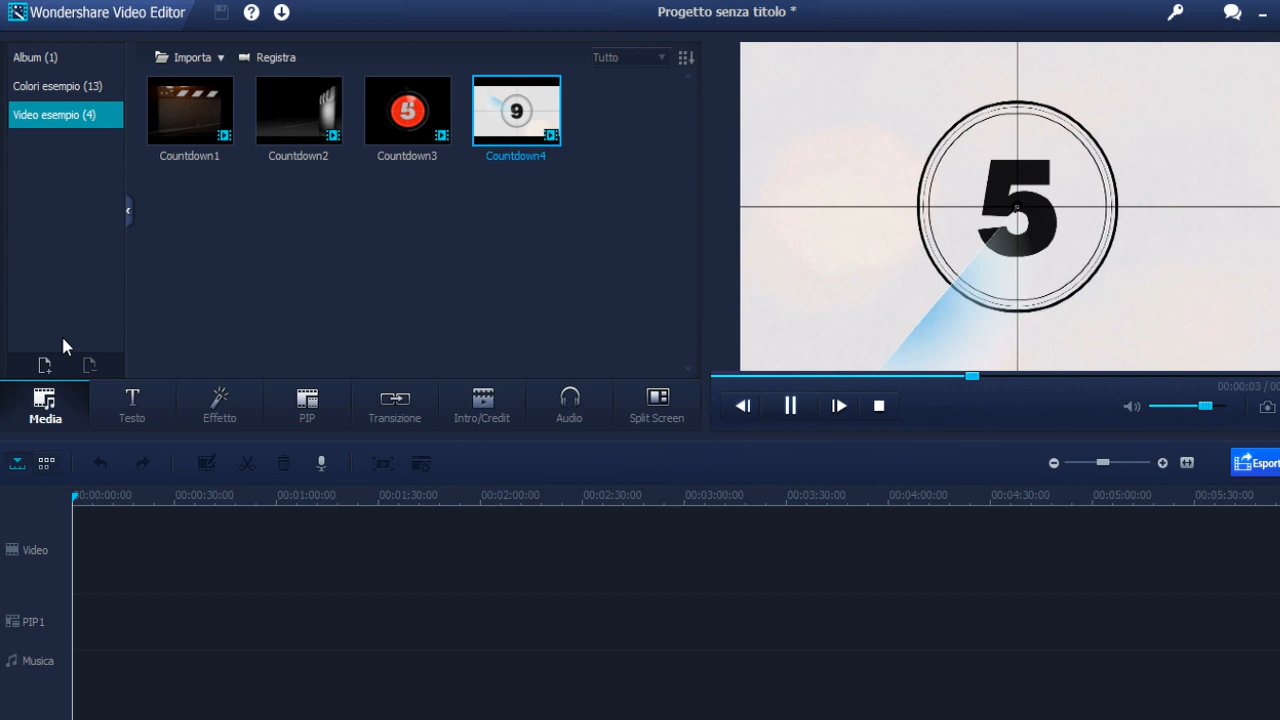 Wondershare Video Editor
Progetto senza titolo *
Album (1)
Colori esempio (13)
Video esempio (4)
Importa
Registra
Tutto
5
9
Countdown1
Countdown2
Countdown3
Countdown4
5
00:00:03 / 00
Media
Testo
Effetto
PIP
Transizione
Intro/Credit
Audio
Split Screen
Esport
00:00:00:00 00:00:30:00 00:01:00:00 00:01:30:00 00:02:00:00 00:02:30:00 00:03:00:00 00:03:30:00 00:04:00:00 00:04:30:00 00:05:00:00 00:05:30:00
Video
PIP1
Musica